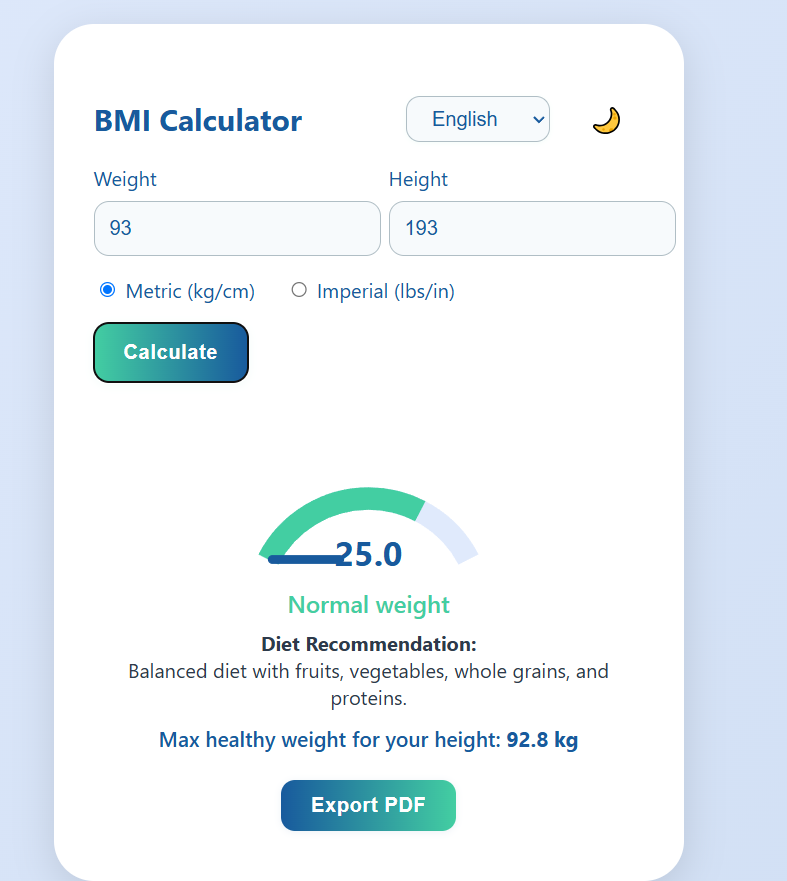 BMI Calculator
English
Weight
Height
93
193
Metric (kg/cm)
Imperial (lbs/in)
Calculate
25.0
Normal weight
Diet Recommendation:
Balanced diet with fruits, vegetables, whole grains, and
proteins.
Max healthy weight for your height: 92.8 kg
Export PDF